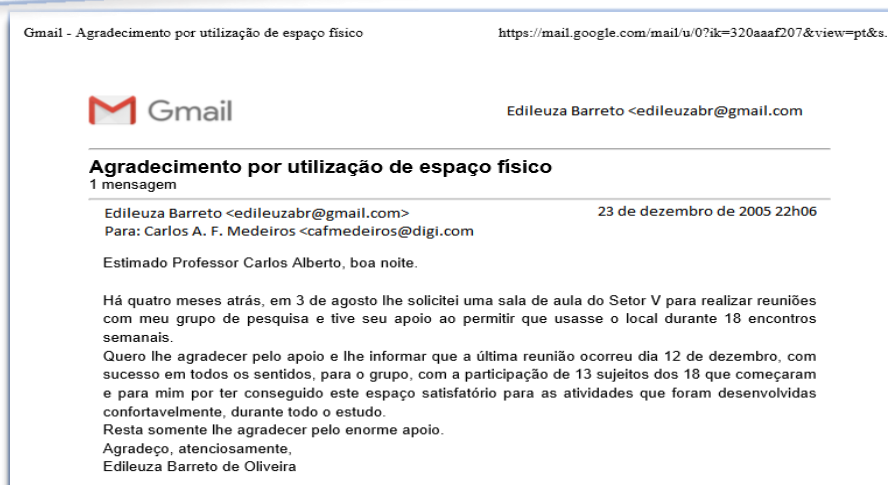 Gmail - Agradecimento por utilização de espaço físico
https://mail.google.com/mail/u/0?ik=320aaaf207&view=pt&s.
Gmail
Edileuza Barreto <edileuzabr@gmail.com
Agradecimento por utilização de espaço físico
1 mensagem
Edileuza Barreto <edileuzabr@gmail.com>
23 de dezembro de 2005 22h06
Para: Carlos A. F. Medeiros <cafmedeiros@digi.com
Estimado Professor Carlos Alberto, boa noite.
Há quatro meses atrás, em 3 de agosto lhe solicitei uma sala de aula do Setor V para realizar reuniões
com meu grupo de pesquisa e tive seu apoio ao permitir que usasse o local durante 18 encontros
semanais.
Quero lhe agradecer pelo apoio e lhe informar que a última reunião ocorreu dia 12 de dezembro, com
sucesso em todos os sentidos, para o grupo, com a participação de 13 sujeitos dos 18 que começaram
e para mim por ter conseguido este espaço satisfatório para as atividades que foram desenvolvidas
confortavelmente, durante todo o estudo.
Resta somente lhe agradecer pelo enorme apoio.
Agradeço, atenciosamente,
Edileuza Barreto de Oliveira